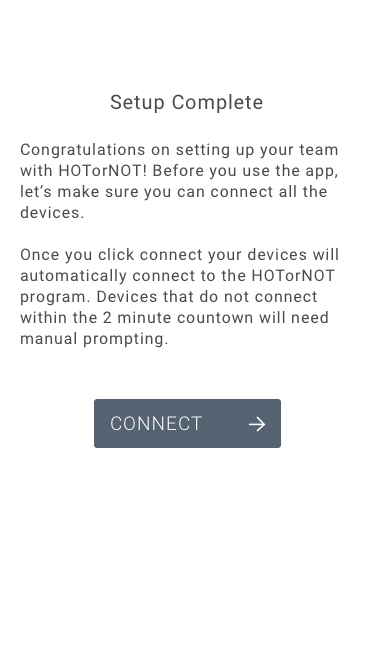 Setup Complete
Congratulations on setting up your team
with HOTorNOT! Before you use the app,
let’s make sure you can connect all the
devices.
Once you click connect your devices will
automatically connect to the HOTorNOT
program. Devices that do not connect
within the 2 minute countown will need
manual prompting.
CONNECT →